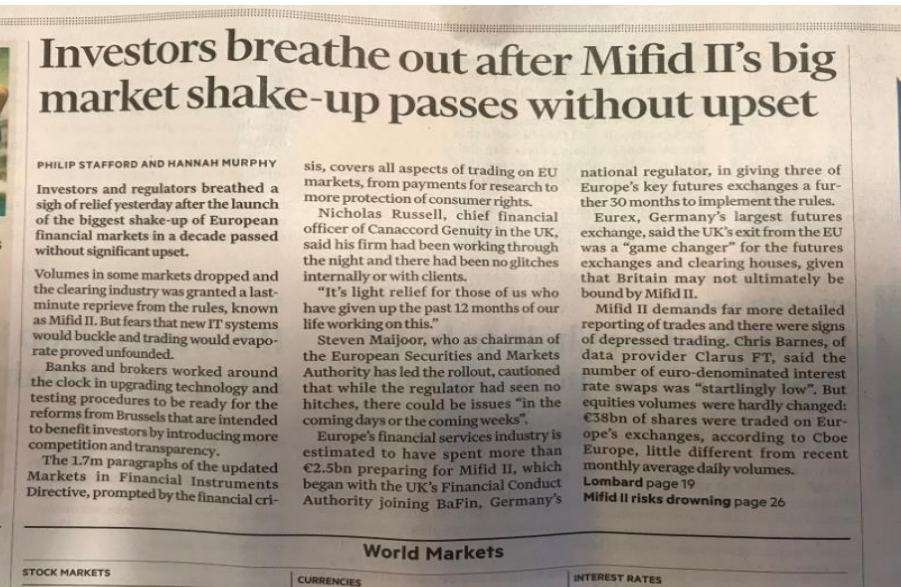 Investors breathe out after Mifid II's big
market shake-up passes without upset
PHILIP STAFFORD AND HANNAH MURPHY
Investors and regulators breathed a
sigh of relief yesterday after the launch
of the biggest shake-up of European
financial markets in a decade passed
without significant upset.
Volumes in some markets dropped and
the clearing industry was granted a last-
minute reprieve from the rules, known
as Mifid II. But fears that new IT systems
would buckle and trading would evapo-
rate proved unfounded.
Banks and brokers worked around
the clock in upgrading technology and
testing procedures to be ready for the
reforms from Brussels that are intended
to benefit investors by introducing more
competition and transparency.
The 1.7m paragraphs of the updated
Markets in Financial Instruments
Directive, prompted by the financial cri-
sis, covers all aspects of trading on EU
markets, from payments for research to
more protection of consumer rights.
Nicholas Russell, chief financial
officer of Canaccord Genuity in the UK,
said his firm had been working through
the night and there had been no glitches
internally or with clients.
"It's light relief for those of us who
have given up the past 12 months of our
life working on this."
Steven Maijoor, who as chairman of
the European Securities and Markets
Authority has led the rollout, cautioned
that while the regulator had seen no
hitches, there could be issues "in the
coming days or the coming weeks".
Europe's financial services industry is
estimated to have spent more than
€2.5bn preparing for Mifid II, which
began with the UK's Financial Conduct
Authority joining BaFin, Germany's
national regulator, in giving three of
Europe's key futures exchanges a fur-
ther 30 months to implement the rules.
Eurex, Germany's largest futures
exchange, said the UK's exit from the EU
was a "game changer" for the futures
exchanges and clearing houses, given
that Britain may not ultimately be
bound by Mifid II.
Mifid II demands far more detailed
reporting of trades and there were signs
of depressed trading. Chris Barnes, of
data provider Clarus FT, said the
number of euro-denominated interest
rate swaps was "startlingly low". But
equities volumes were hardly changed:
€38bn of shares were traded on Eur-
ope's exchanges, according to Cboe
Europe, little different from recent
monthly average daily volumes.
Lombard page 19
Mifid II risks drowning page 26
World Markets
STOCK MARKETS
CURRENCIES
INTEREST RATES